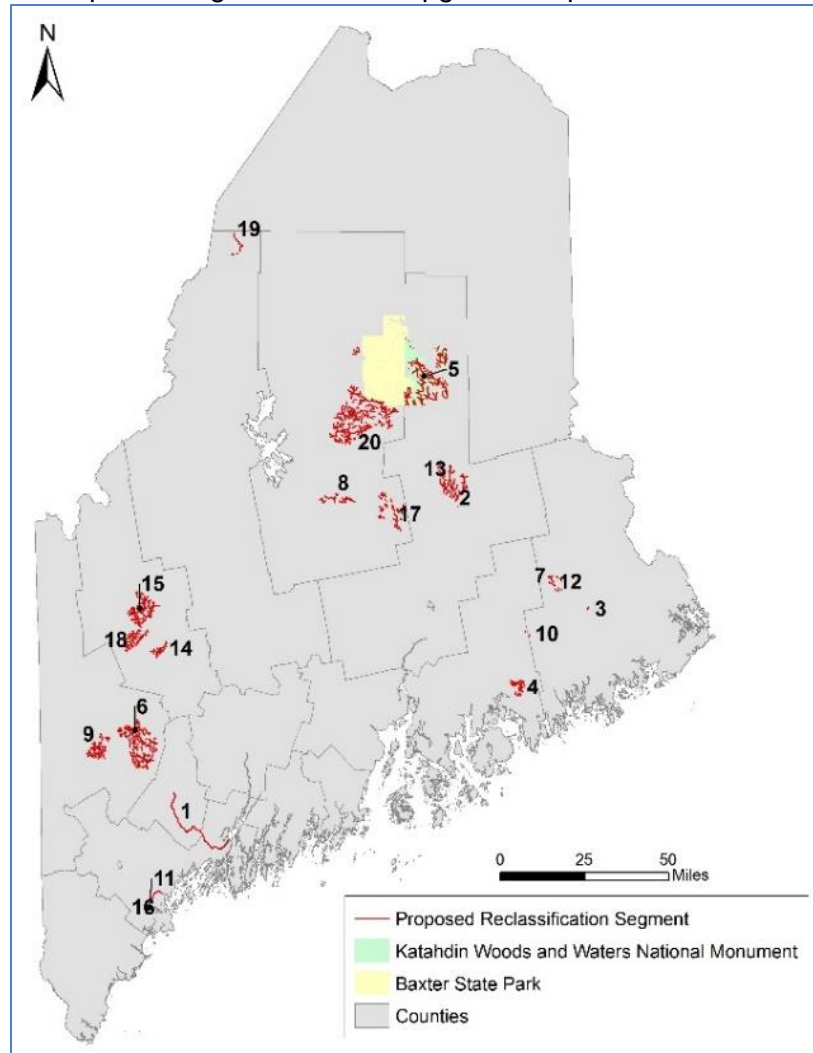 N
19
5
20
13
8
2
17
15
7
12
3
18
14
10
4
6
9
1
11
16
0 25 50
Miles
Proposed Reclassification Segment
Katahdin Woods and Waters National Monument
Baxter State Park
Counties